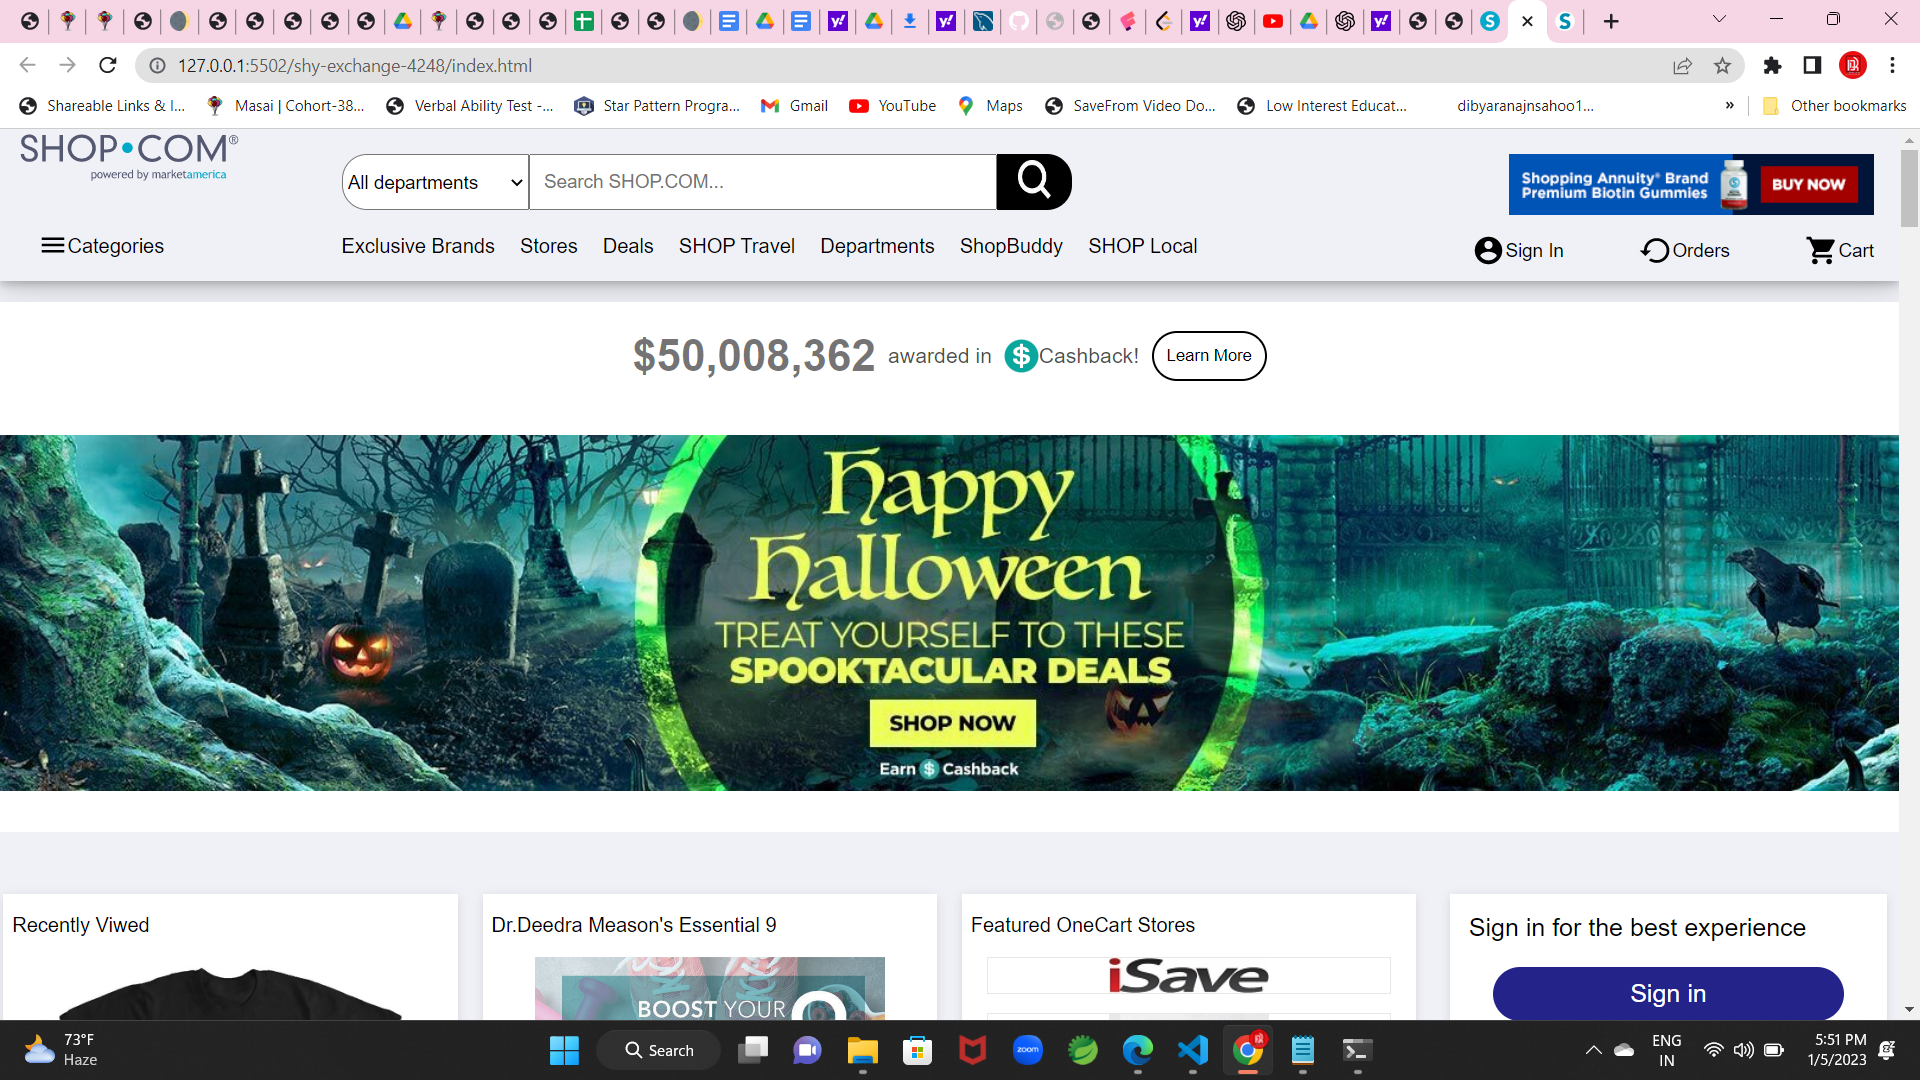 127.0.0.1:5502/shy-exchange-4248/index.html
Shareable Links & I...
Masai | Cohort-38...
Verbal Ability Test -...
Star Pattern Progra...
Gmail
YouTube
Maps
SaveFrom Video Do...
Low Interest Educat...
dibyaranajnsahoo1...
»
Other bookmarks
SHOP•COM®
powered by marketamerica
All departments
Search SHOP.COM...
Shopping Annuity® Brand
Premium Biotin Gummies
BUY NOW
Categories
Exclusive Brands
Stores
Deals
SHOP Travel
Departments
ShopBuddy
SHOP Local
Sign In
Orders
Cart
$50,008,362 awarded in $Cashback!
Learn More
Happy
Halloween
TREAT YOURSELF TO THESE
SPOOKTACULAR DEALS
SHOP NOW
Earn $ Cashback
Recently Viwed
Dr.Deedra Meason's Essential 9
Featured OneCart Stores
Sign in for the best experience
BOOST YOUR
iSave
Sign in
73°F
Haze
Search
zoom
ENG
IN
5:51 PM
1/5/2023